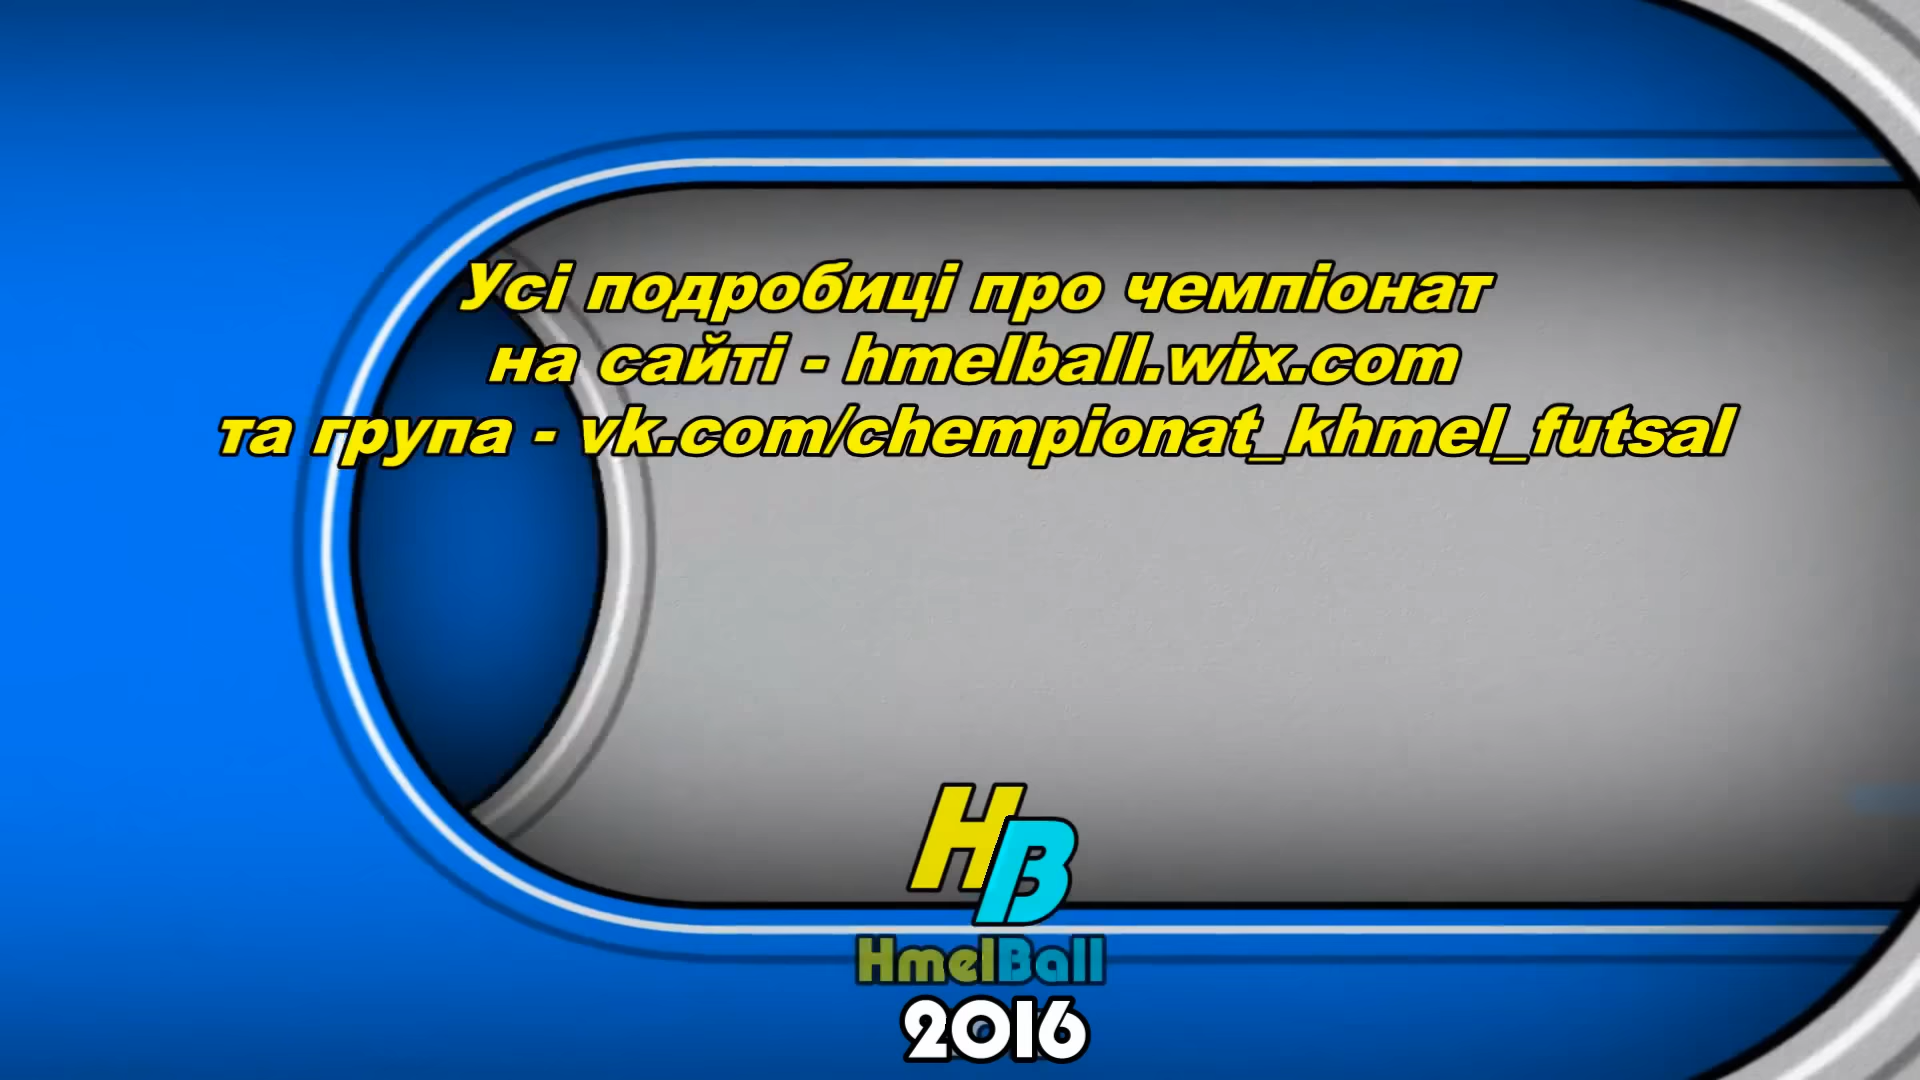 Усі подробиці про чемпіонат
на сайті - hmelball.wix.com
та група - vk.com/chempionat_khmel_futsal
HB
HmelBall
2016